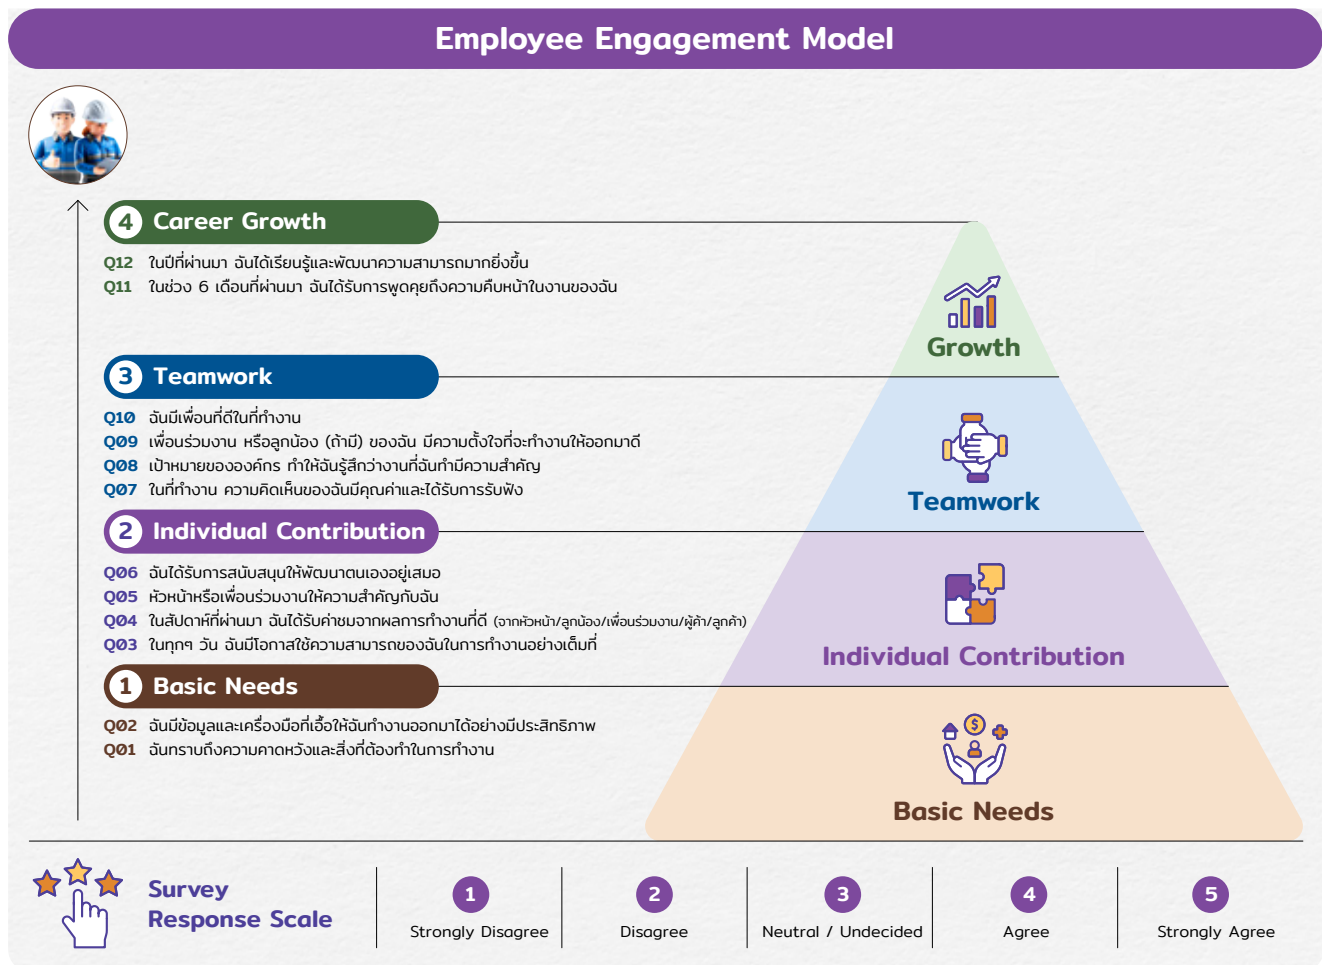 Employee Engagement Model
4 Career Growth
Q12 ในปีที่ผ่านมา ฉันได้เรียนรู้และพัฒนาความสามารถมากยิ่งขึ้น
Q11 ในช่วง 6 เดือนที่ผ่านมา ฉันได้รับการพูดคุยถึงความคืบหน้าในงานของฉัน
Growth
3 Teamwork
Q10 ฉันมีเพื่อนที่ดีในที่ทำงาน
Q09 เพื่อนร่วมงาน หรือลูกน้อง (ถ้ามี) ของฉัน มีความตั้งใจที่จะทำงานให้ออกมาดี
Q08 เป้าหมายขององค์กร ทำให้ฉันรู้สึกว่างานที่ฉันทำมีความสำคัญ
Q07 ในที่ทำงาน ความคิดเห็นของฉันมีคุณค่าและได้รับการรับฟัง
Teamwork
2 Individual Contribution
Q06 ฉันได้รับการสนับสนุนให้พัฒนาตนเองอยู่เสมอ
Q05 หัวหน้าหรือเพื่อนร่วมงานให้ความสำคัญกับฉัน
Q04 ในสัปดาห์ที่ผ่านมา ฉันได้รับค่าชมจากผลการทำงานที่ดี (จากหัวหน้า/ลูกน้อง/เพื่อนร่วมงาน/ผู้ค้า/ลูกค้า)
Q03 ในทุกๆ วัน ฉันมีโอกาสใช้ความสามารถของฉันในการทำงานอย่างเต็มที่
Individual Contribution
1 Basic Needs
Q02 ฉันมีข้อมูลและเครื่องมือที่เอื้อให้ฉันทำงานออกมาได้อย่างมีประสิทธิภาพ
Q01 ฉันทราบถึงความคาดหวังและสิ่งที่ต้องทำในการทำงาน
$
Basic Needs
Survey
Response Scale
1
Strongly Disagree
2
Disagree
3
Neutral / Undecided
4
Agree
5
Strongly Agree